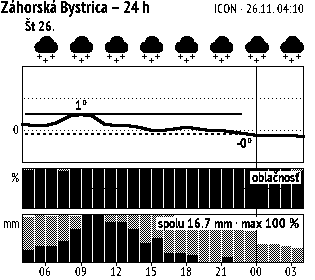 Záhorská Bystrica – 24 h
ICON · 26.11. 04:10
Št 26.
1°
0
-0°
%
oblačnosť
mm
spolu 16.7 mm · max 100 %
06 09 12 15 18 21 00 03